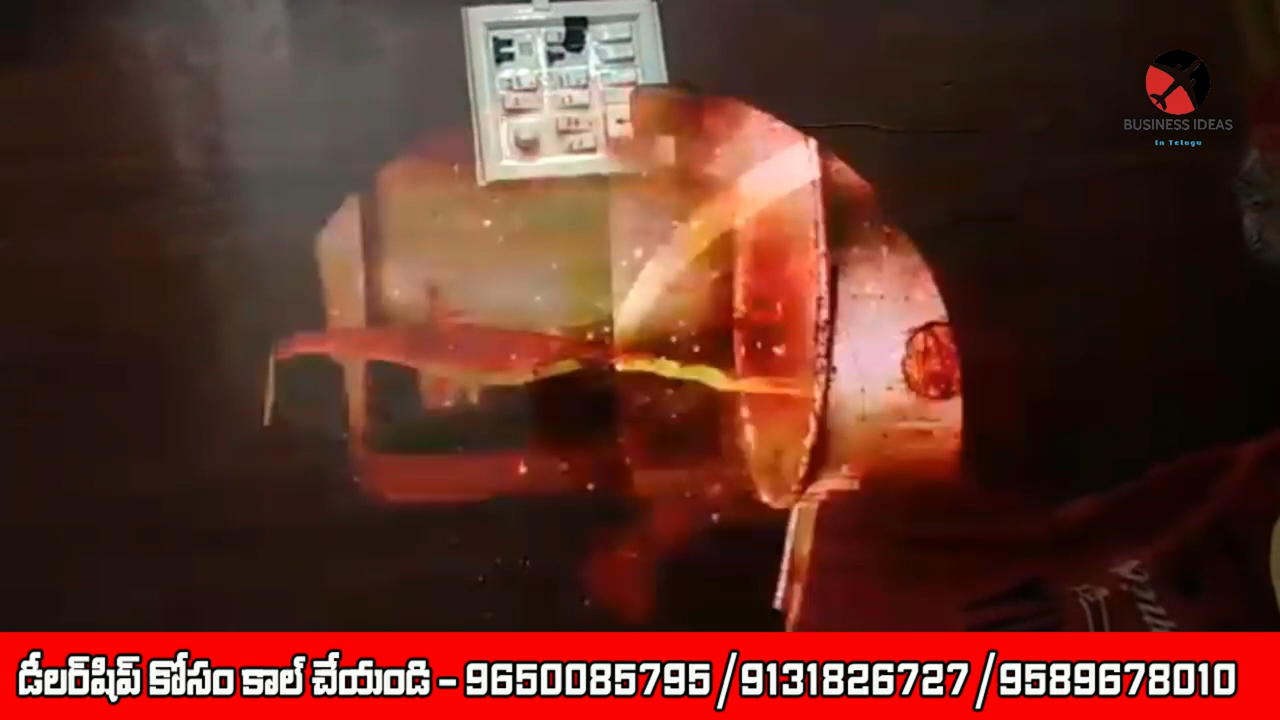 BUSINESS IDEAS
In Telugu
డీలర్‌షిప్ కోసం కాల్ చేయండి - 9650085795 / 9131826727 / 9589678010